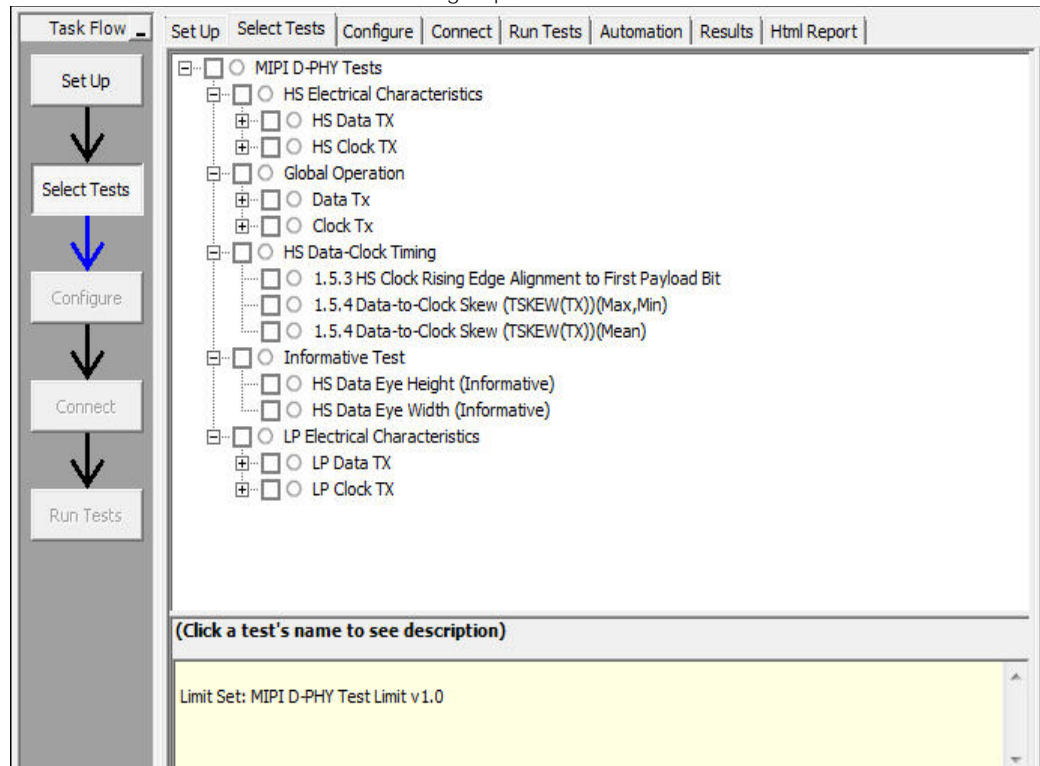 Task Flow
Set Up
Select Tests
Configure
Connect
Run Tests
Set Up Select Tests Configure Connect Run Tests Automation Results Html Report
MIPI D-PHY Tests
HS Electrical Characteristics
HS Data TX
HS Clock TX
Global Operation
Data Tx
Clock Tx
HS Data-Clock Timing
1.5.3 HS Clock Rising Edge Alignment to First Payload Bit
1.5.4 Data-to-Clock Skew (TSKEW(TX))(Max,Min)
1.5.4 Data-to-Clock Skew (TSKEW(TX))(Mean)
Informative Test
HS Data Eye Height (Informative)
HS Data Eye Width (Informative)
LP Electrical Characteristics
LP Data TX
LP Clock TX
(Click a test's name to see description)
Limit Set: MIPI D-PHY Test Limit v1.0